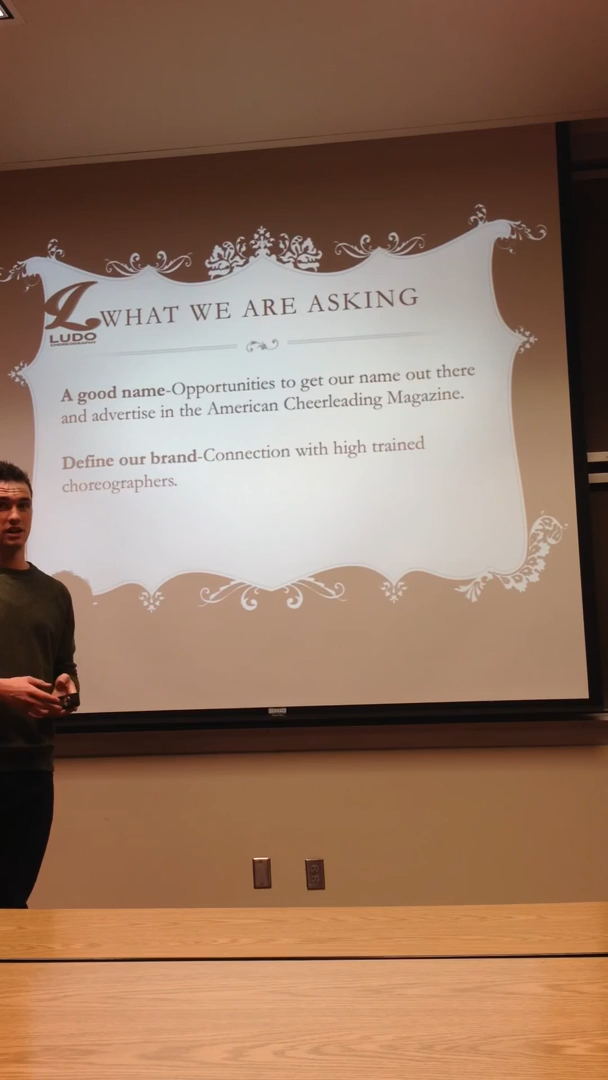 WHAT WE ARE ASKING
L
LUDO
CHOREOGRAPHY
A good name-Opportunities to get our name out there
and advertise in the American Cheerleading Magazine.
Define our brand-Connection with high trained
choreographers.